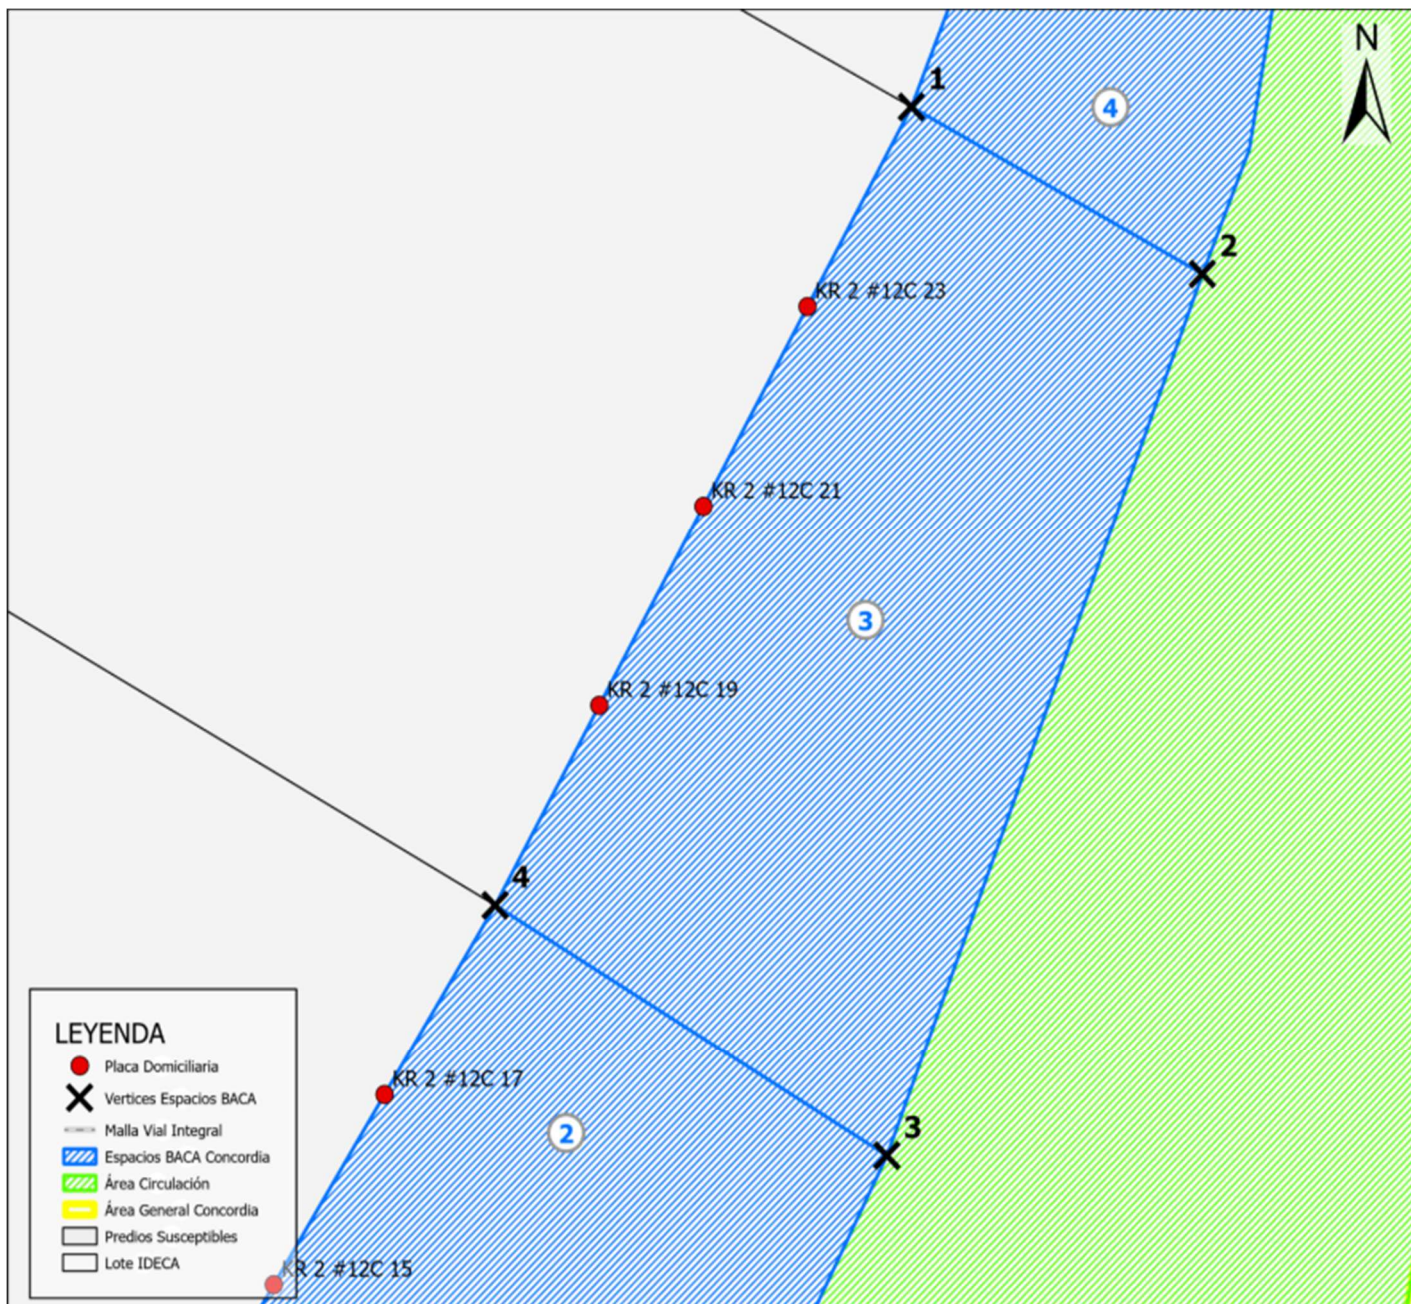 N
1
4
2
KR 2 #12C 23
KR 2 #12C 21
3
KR 2 #12C 19
4
KR 2 #12C 17
2
3
KR 2 #12C 15
LEYENDA
Placa Domiciliaria
Vertices Espacios BACA
Malla Vial Integral
Espacios BACA Concordia
Área Circulación
Área General Concordia
Predios Susceptibles
Lote IDECA